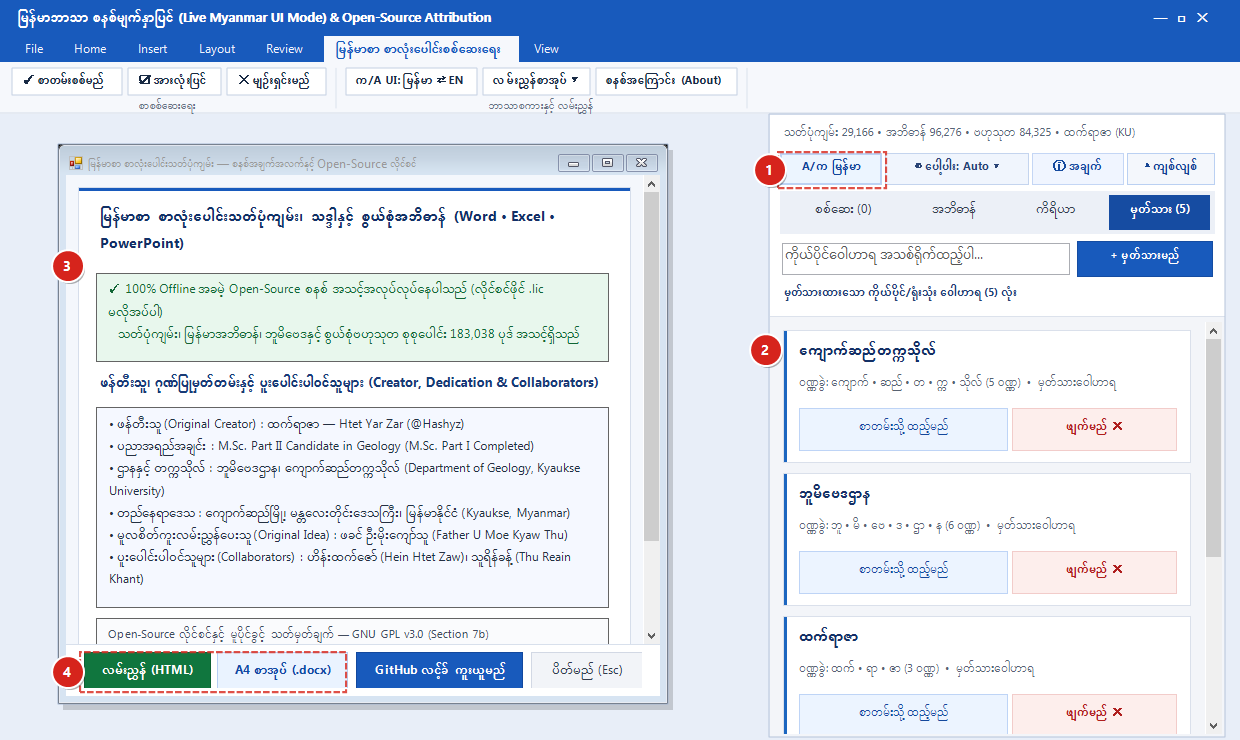 မြန်မာဘာသာ စနစ်မျက်နှာပြင် (Live Myanmar UI Mode) & Open-Source Attribution
File Home Insert Layout Review မြန်မာစာ စာလုံးပေါင်းစစ်ဆေးရေး View
✔ စာတမ်းစစ်မည် ☑ အားလုံးပြင် ✕ မျဉ်းရှင်းမည် က/A UI: မြန်မာ ⇄ EN လမ်းညွှန်စာအုပ် ▼ စနစ်အကြောင်း (About)
စာစစ်ဆေးရေး ဘာသာစကားနှင့် လမ်းညွှန်
မြန်မာစာ စာလုံးပေါင်းသတ်ပုံကျမ်း — စနစ်အချက်အလက်နှင့် Open-Source လိုင်စင်
မြန်မာစာ စာလုံးပေါင်းသတ်ပုံကျမ်း၊ သဒ္ဒါနှင့် စွယ်စုံအဘိဓာန် (Word • Excel •
PowerPoint)
3
✔ 100% Offline အခမဲ့ Open-Source စနစ် အသင့်အလုပ်လုပ်နေပါသည် (လိုင်စင်ဖိုင် .lic
မလိုအပ်ပါ)
သတ်ပုံကျမ်း၊ မြန်မာအဘိဓာန်၊ ဘူမိဗေဒနှင့် စွယ်စုံဗဟုသုတ စုစုပေါင်း 183,038 ပုဒ် အသင့်ရှိသည်
ဖန်တီးသူ၊ ဂုဏ်ပြုမှတ်တမ်းနှင့် ပူးပေါင်းပါဝင်သူများ (Creator, Dedication & Collaborators)
• ဖန်တီးသူ (Original Creator) : ထက်ရာဇာ — Htet Yar Zar (@Hashyz)
• ပညာအရည်အချင်း : M.Sc. Part II Candidate in Geology (M.Sc. Part I Completed)
• ဌာနနှင့် တက္ကသိုလ် : ဘူမိဗေဒဌာန၊ ကျောက်ဆည်တက္ကသိုလ် (Department of Geology, Kyaukse
University)
• တည်နေရာဒေသ : ကျောက်ဆည်မြို့၊ မန္တလေးတိုင်းဒေသကြီး၊ မြန်မာနိုင်ငံ (Kyaukse, Myanmar)
• မူလစိတ်ကူးလမ်းညွှန်ပေးသူ (Original Idea) : ဖခင် ဦးမိုးကျော်သူ (Father U Moe Kyaw Thu)
• ပူးပေါင်းပါဝင်သူများ (Collaborators) : ဟိန်းထက်ဇော် (Hein Htet Zaw)၊ သူရိန်ခန့် (Thu Reain
Khant)
Open-Source လိုင်စင်နှင့် မူပိုင်ခွင့် သတ်မှတ်ချက် — GNU GPL v3.0 (Section 7b)
4 လမ်းညွှန် (HTML) A4 စာအုပ် (.docx) GitHub လင့်ခ် ကူးယူမည် ပိတ်မည် (Esc)
သတ်ပုံကျမ်း 29,166 • အဘိဓာန် 96,276 • ဗဟုသုတ 84,325 • ထက်ရာဇာ (KU)
1 A/က မြန်မာ ပေါ့ပါး: Auto ▼ ⓘ အချက် ကျစ်လျစ်
စစ်ဆေး (0) အဘိဓာန် ကိရိယာ မှတ်သား (5)
ကိုယ်ပိုင်ဝေါဟာရ အသစ်ရိုက်ထည့်ပါ... + မှတ်သားမည်
မှတ်သားထားသော ကိုယ်ပိုင်/ရုံးသုံး ဝေါဟာရ (5) လုံး
2 ကျောက်ဆည်တက္ကသိုလ်
ဝဏ္ဏခွဲ: ကျောက် • ဆည် • တ • က္က • သိုလ် (5 ဝဏ္ဏ) • မှတ်သားဝေါဟာရ
စာတမ်းသို့ ထည့်မည် ဖျက်မည် ✕
ဘူမိဗေဒဌာန
ဝဏ္ဏခွဲ: ဘူ • မိ • ဗေ • ဒ • ဌာ • န (6 ဝဏ္ဏ) • မှတ်သားဝေါဟာရ
စာတမ်းသို့ ထည့်မည် ဖျက်မည် ✕
ထက်ရာဇာ
ဝဏ္ဏခွဲ: ထက် • ရာ • ဇာ (3 ဝဏ္ဏ) • မှတ်သားဝေါဟာရ
စာတမ်းသို့ ထည့်မည် ဖျက်မည် ✕